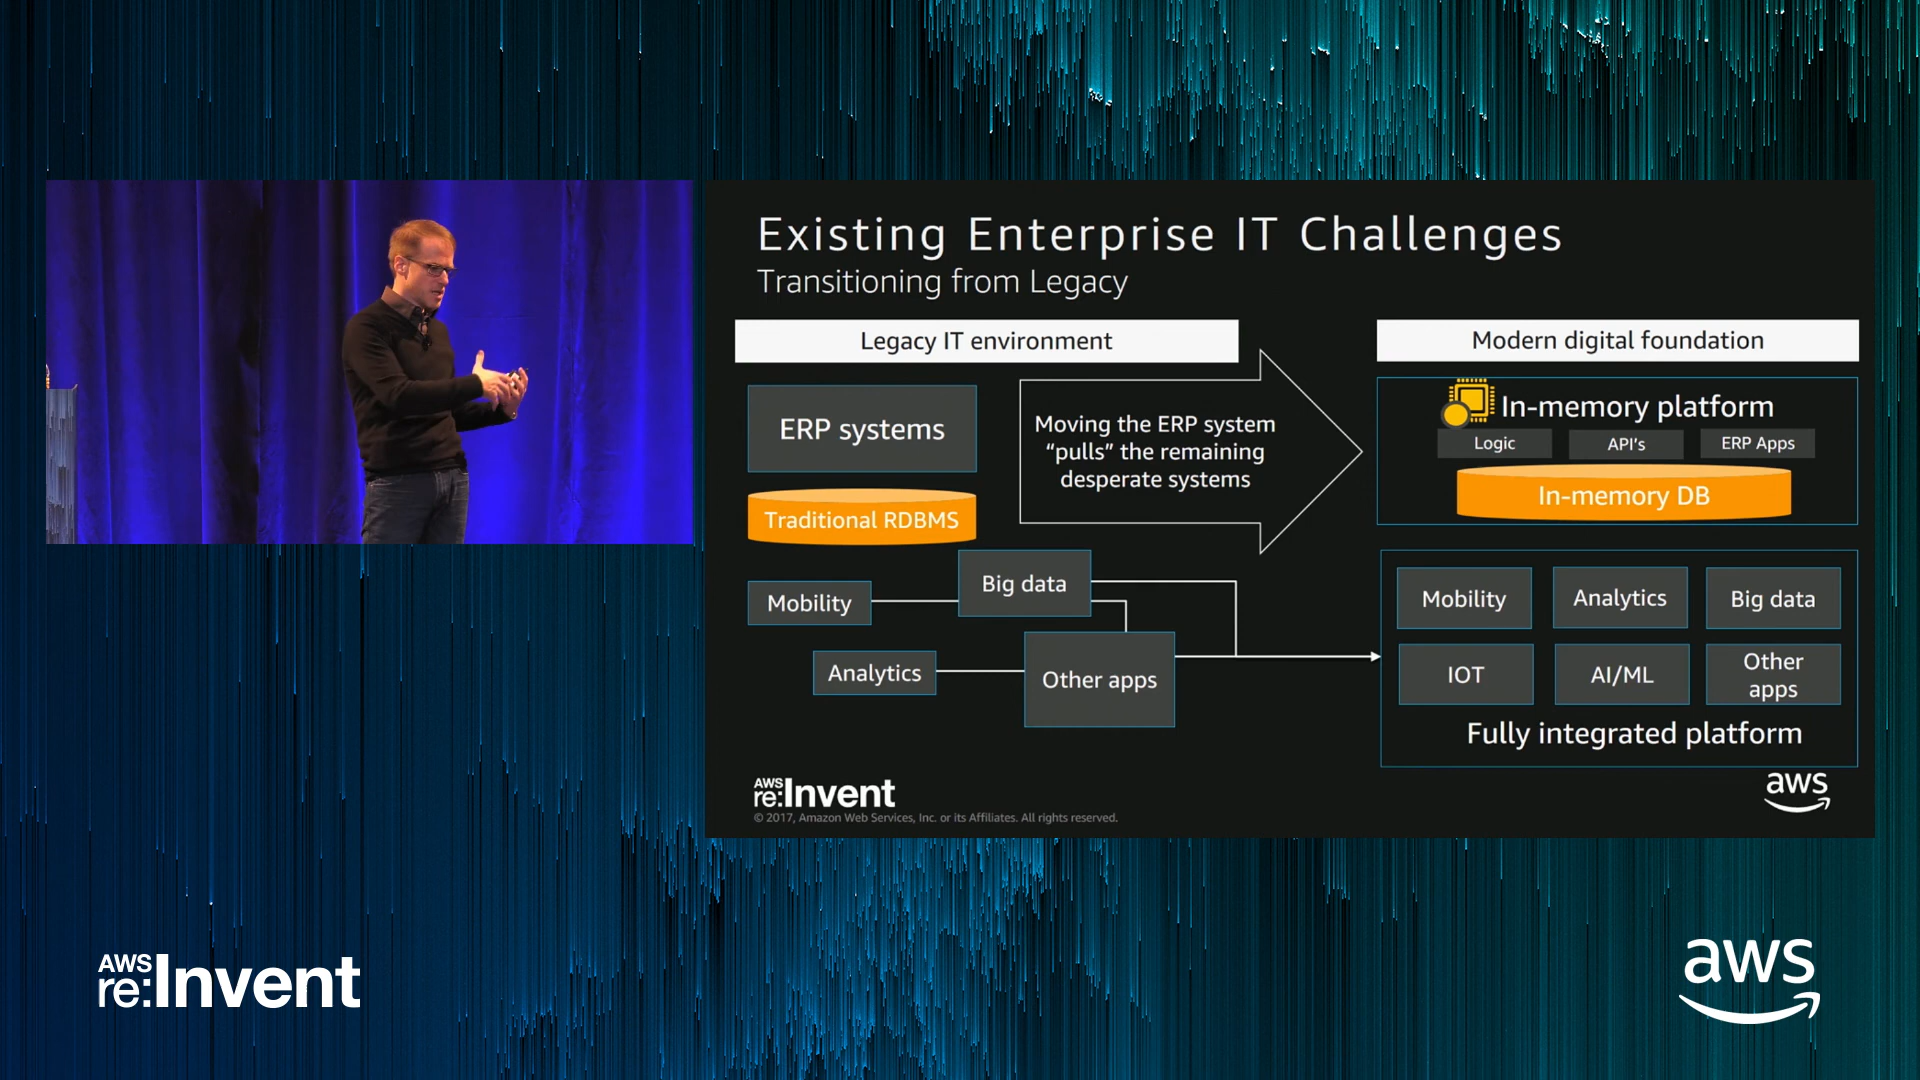 Existing Enterprise IT Challenges
Transitioning from Legacy
Legacy IT environment
ERP systems
Traditional RDBMS
Moving the ERP system
“pulls” the remaining
desperate systems
Mobility
Big data
Analytics
Other apps
Modern digital foundation
In-memory platform
Logic
API's
ERP Apps
In-memory DB
Mobility
Analytics
Big data
IOT
AI/ML
Other
apps
Fully integrated platform
AWS
re:Invent
© 2017, Amazon Web Services, Inc. or its Affiliates. All rights reserved.
aws
AWS
re:Invent
aws